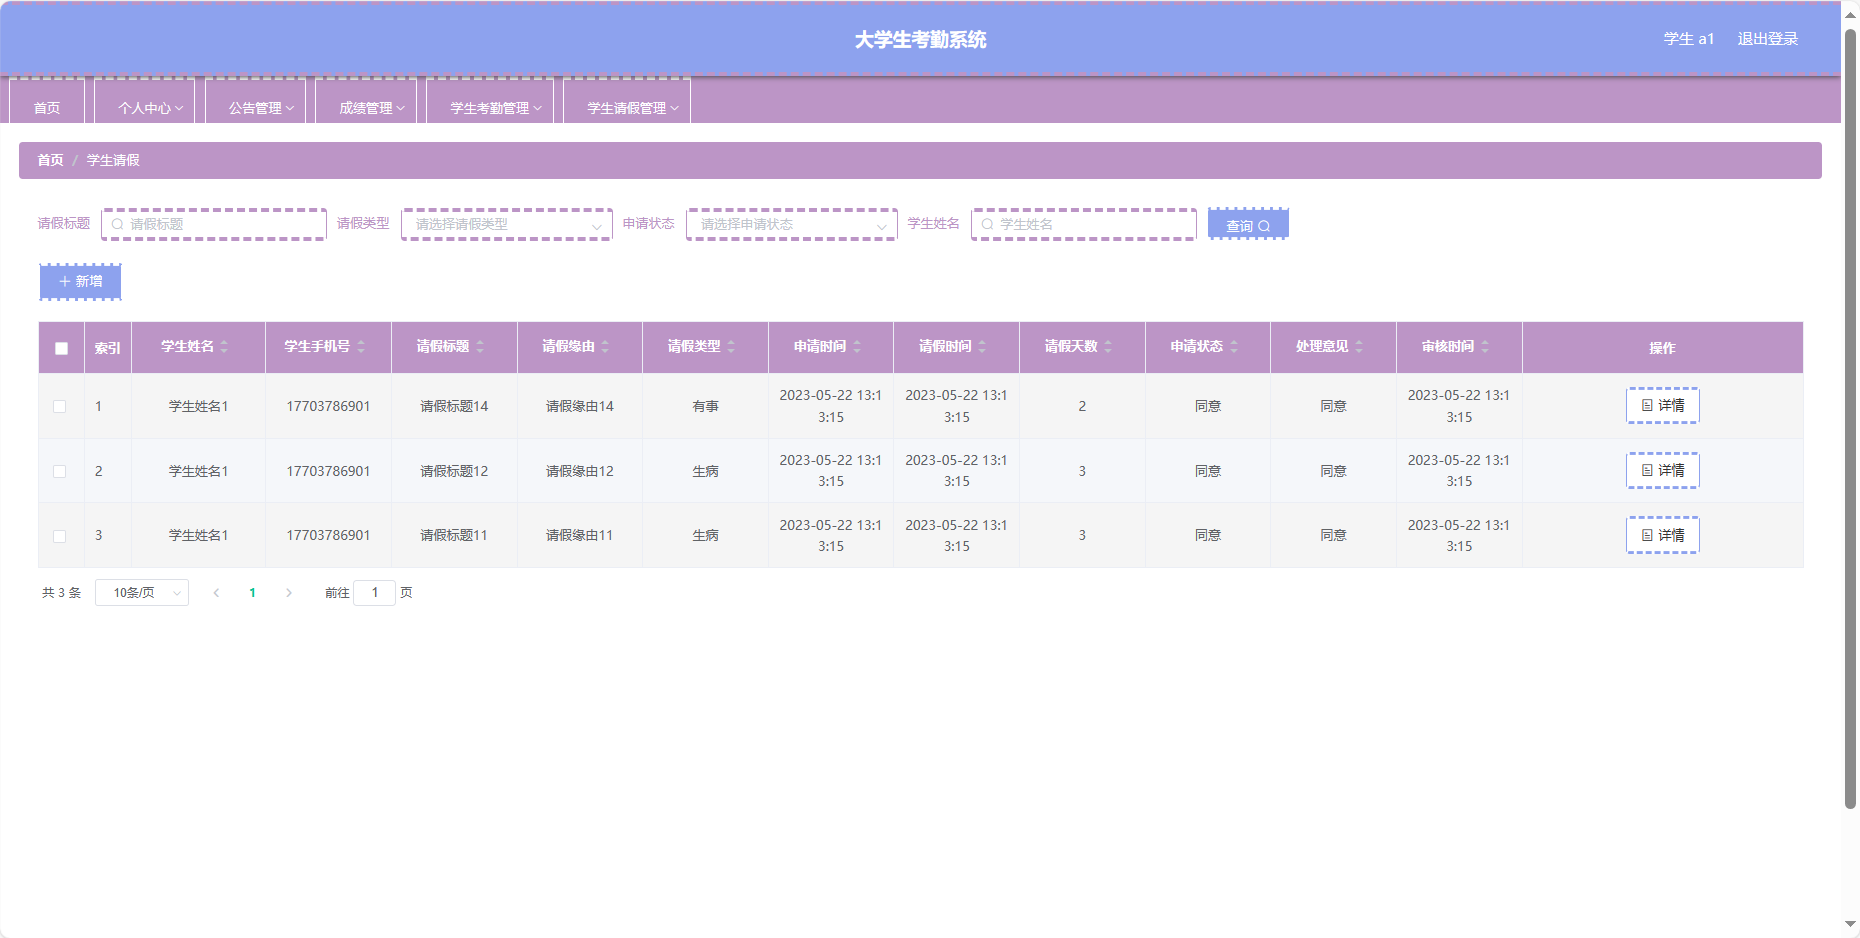 大学生考勤系统
学生 a1 退出登录
首页 个人中心 公告管理 成绩管理 学生考勤管理 学生请假管理
首页 / 学生请假
请假标题 请假标题 请假类型 请选择请假类型 申请状态 请选择申请状态 学生姓名 学生姓名 查询
新增
索引 学生姓名 学生手机号 请假标题 请假缘由 请假类型 申请时间 请假时间 请假天数 申请状态 处理意见 审核时间 操作
1 学生姓名1 17703786901 请假标题14 请假缘由14 有事 2023-05-22 13:13:15 2023-05-22 13:13:15 2 同意 同意 2023-05-22 13:13:15 详情
2 学生姓名1 17703786901 请假标题12 请假缘由12 生病 2023-05-22 13:13:15 2023-05-22 13:13:15 3 同意 同意 2023-05-22 13:13:15 详情
3 学生姓名1 17703786901 请假标题11 请假缘由11 生病 2023-05-22 13:13:15 2023-05-22 13:13:15 3 同意 同意 2023-05-22 13:13:15 详情
共 3 条 10条/页 1 前往 1 页